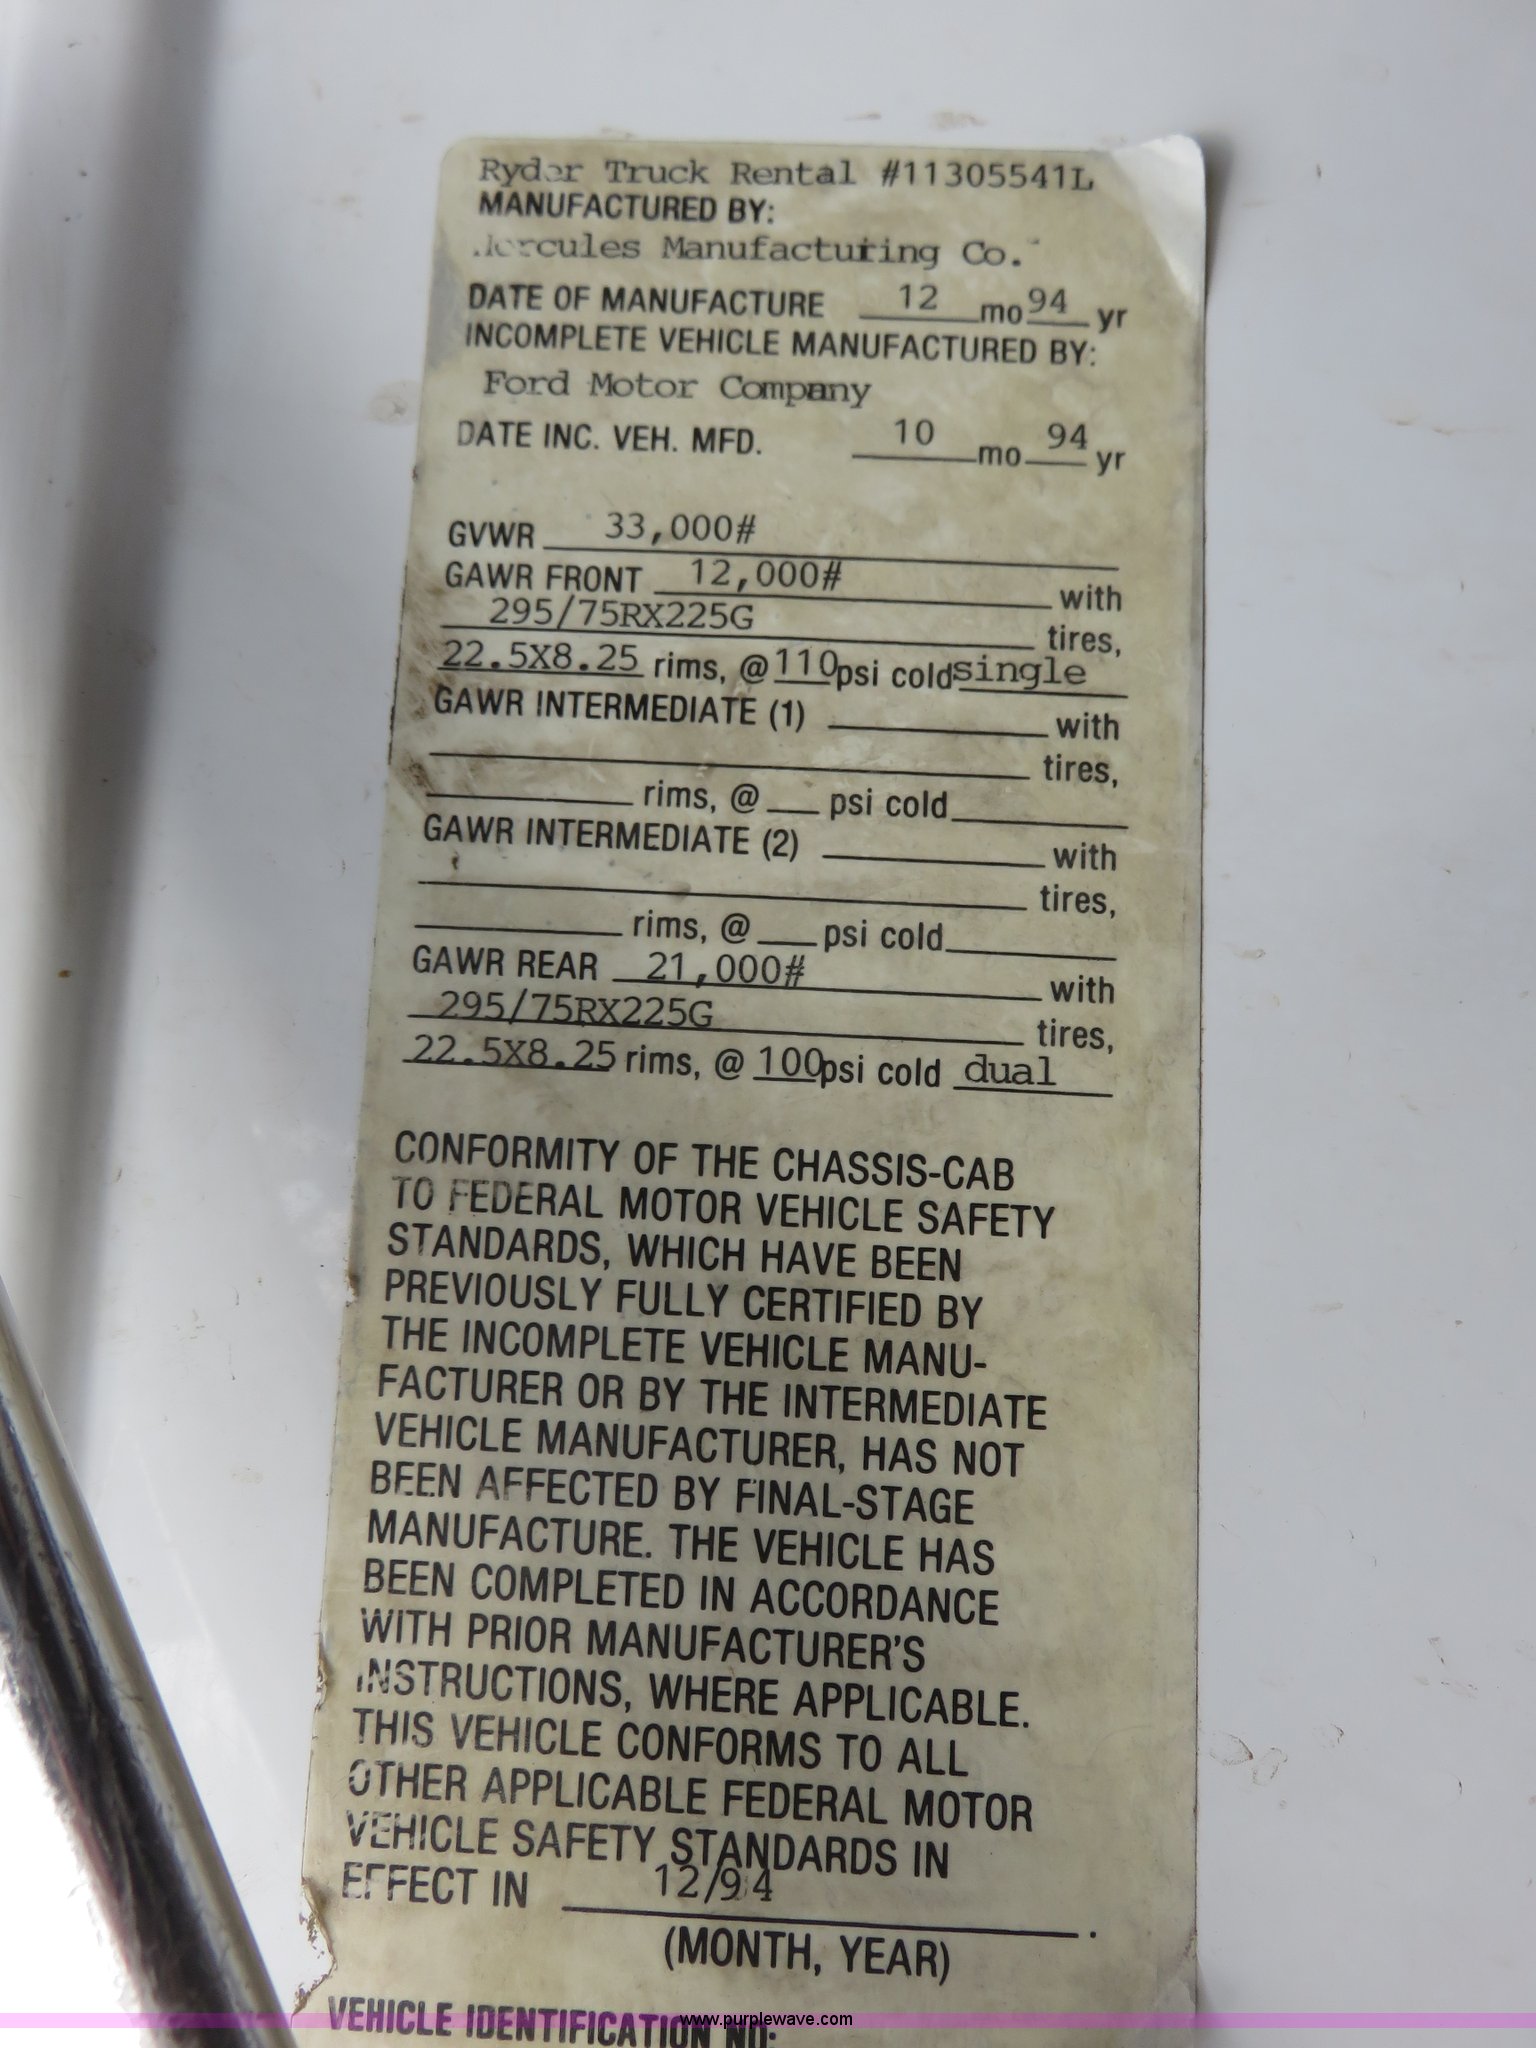 Ryder Truck Rental #11305541L
MANUFACTURED BY:
Hercules Manufacturing Co.
DATE OF MANUFACTURE 12 mo 94 yr
INCOMPLETE VEHICLE MANUFACTURED BY:
Ford Motor Company
DATE INC. VEH. MFD. 10 mo 94 yr
GVWR 33,000#
GAWR FRONT 12,000# with
295/75RX225G tires,
22.5X8.25 rims, @ 110 psi cold single
GAWR INTERMEDIATE (1) with
tires,
rims, @ psi cold
GAWR INTERMEDIATE (2) with
tires,
rims, @ psi cold
GAWR REAR 21,000# with
295/75RX225G tires,
22.5X8.25 rims, @ 100 psi cold dual
CONFORMITY OF THE CHASSIS-CAB
TO FEDERAL MOTOR VEHICLE SAFETY
STANDARDS, WHICH HAVE BEEN
PREVIOUSLY FULLY CERTIFIED BY
THE INCOMPLETE VEHICLE MANU-
FACTURER OR BY THE INTERMEDIATE
VEHICLE MANUFACTURER, HAS NOT
BEEN AFFECTED BY FINAL-STAGE
MANUFACTURE. THE VEHICLE HAS
BEEN COMPLETED IN ACCORDANCE
WITH PRIOR MANUFACTURER'S
INSTRUCTIONS, WHERE APPLICABLE.
THIS VEHICLE CONFORMS TO ALL
OTHER APPLICABLE FEDERAL MOTOR
VEHICLE SAFETY STANDARDS IN
EFFECT IN 12/94.
(MONTH, YEAR)
VEHICLE IDENTIFICATION NO:
www.purplewave.com